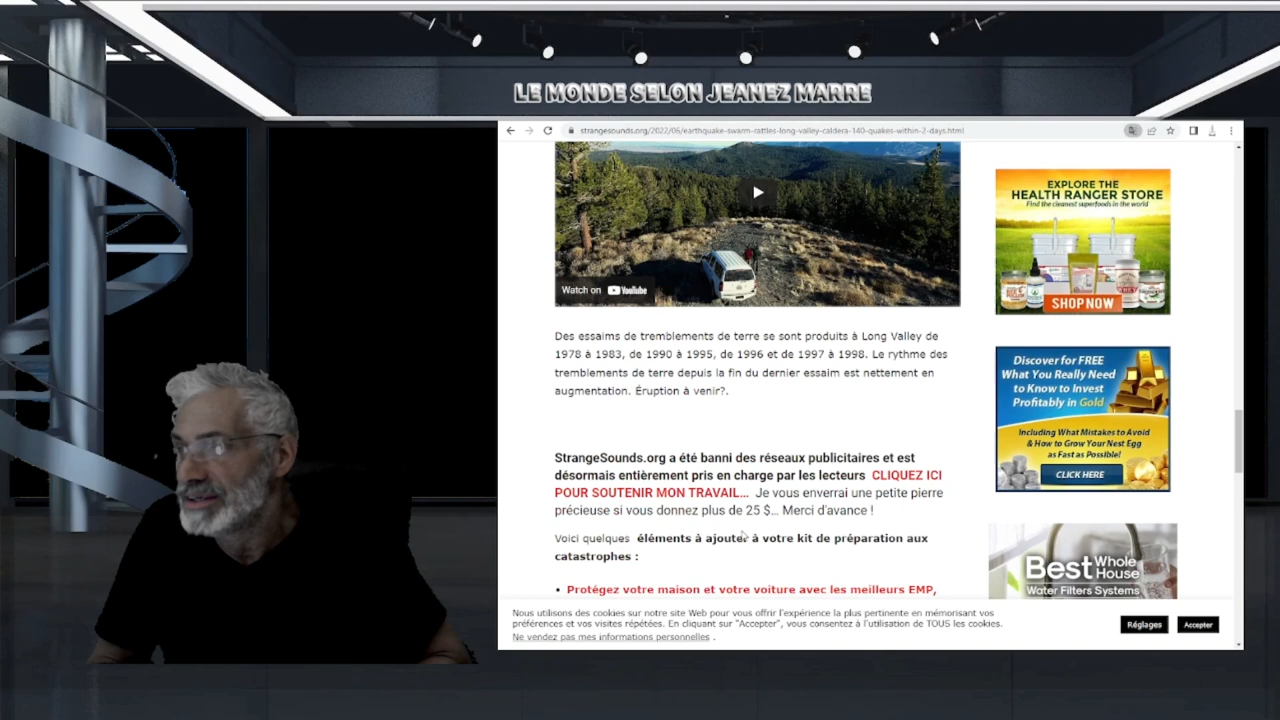 LE MONDE SELON JEANEZ MARRE
strangesounds.org/2022/06/earthquake-swarm-rattles-long-valley-caldera-140-quakes-within-2-days.html
Watch on YouTube
Des essaims de tremblements de terre se sont produits à Long Valley de
1978 à 1983, de 1990 à 1995, de 1996 et de 1997 à 1998. Le rythme des
tremblements de terre depuis la fin du dernier essaim est nettement en
augmentation. Éruption à venir?.
StrangeSounds.org a été banni des réseaux publicitaires et est
désormais entièrement pris en charge par les lecteurs CLIQUEZ ICI
POUR SOUTENIR MON TRAVAIL… Je vous enverrai une petite pierre
précieuse si vous donnez plus de 25 $… Merci d'avance !
Voici quelques éléments à ajouter à votre kit de préparation aux
catastrophes :
• Protégez votre maison et votre voiture avec les meilleurs EMP,
EXPLORE THE
HEALTH RANGER STORE
Find the cleanest superfoods in the world
SHOP NOW
Discover for FREE
What You Really Need
to Know to Invest
Profitably in Gold
Including What Mistakes to Avoid
& How to Grow Your Nest Egg
as Fast as Possible!
CLICK HERE
Best Whole House
Water Filters Systems
Nous utilisons des cookies sur notre site Web pour vous offrir l'expérience la plus pertinente en mémorisant vos
préférences et vos visites répétées. En cliquant sur "Accepter", vous consentez à l'utilisation de TOUS les cookies.
Ne vendez pas mes informations personnelles .
Réglages
Accepter